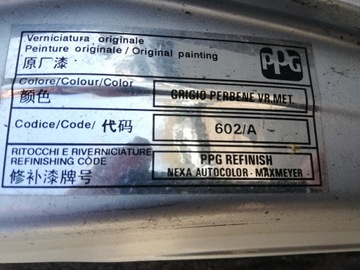 Verniciatura originale
Peinture originale / Original painting
原厂漆
PPG
Colore/Colour/Color
颜色
GRIGIO PERBENE VR.MET.
Codice/Code/代码
602/A
RITOCCHI E RIVERNICIATURE
REFINISHING CODE
修补漆牌号
PPG REFINISH
NEXA AUTOCOLOR - MAXMEYER